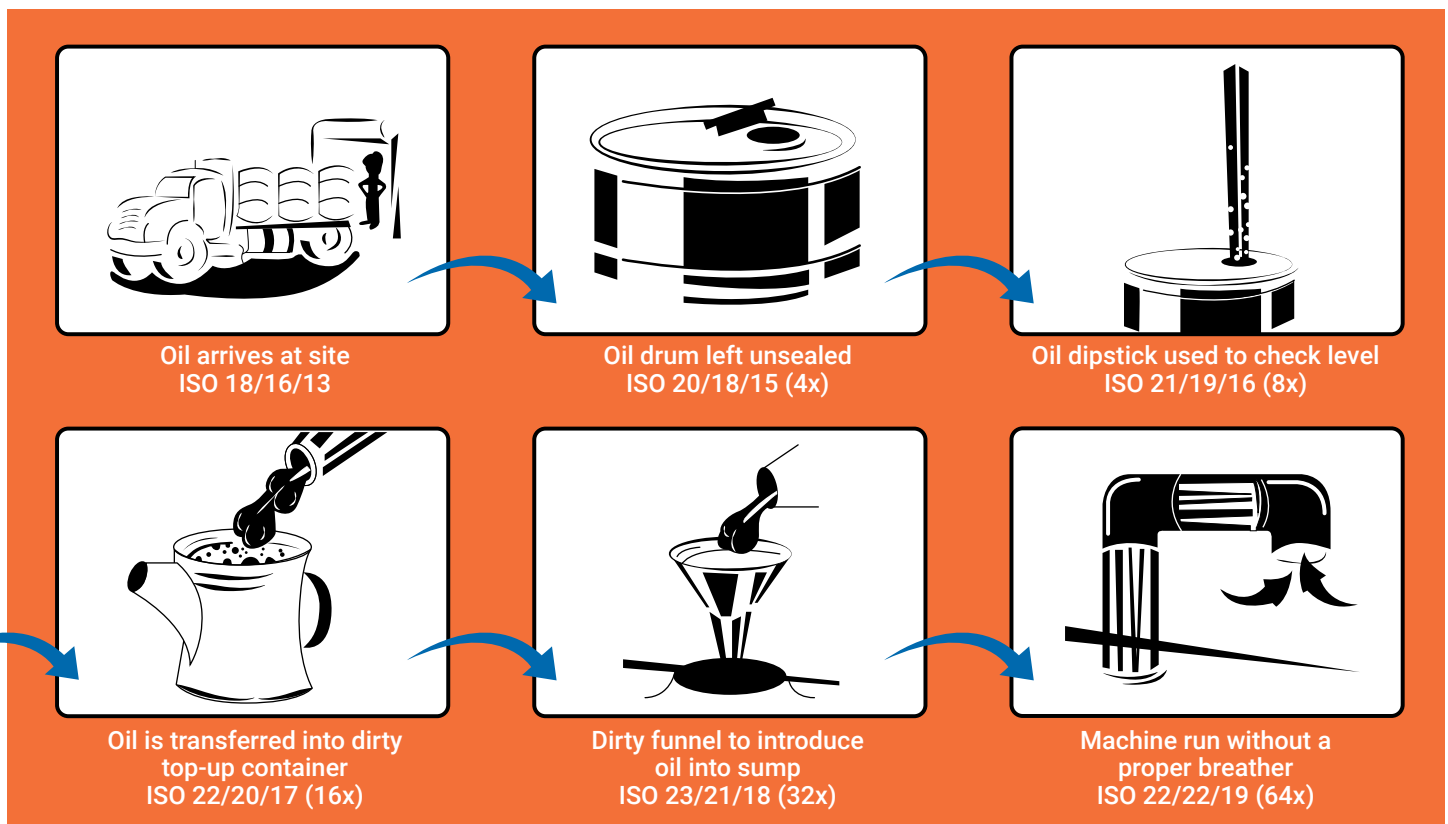 Oil arrives at site
ISO 18/16/13
Oil drum left unsealed
ISO 20/18/15 (4x)
Oil dipstick used to check level
ISO 21/19/16 (8x)
Oil is transferred into dirty
top-up container
ISO 22/20/17 (16x)
Dirty funnel to introduce
oil into sump
ISO 23/21/18 (32x)
Machine run without a
proper breather
ISO 22/22/19 (64x)